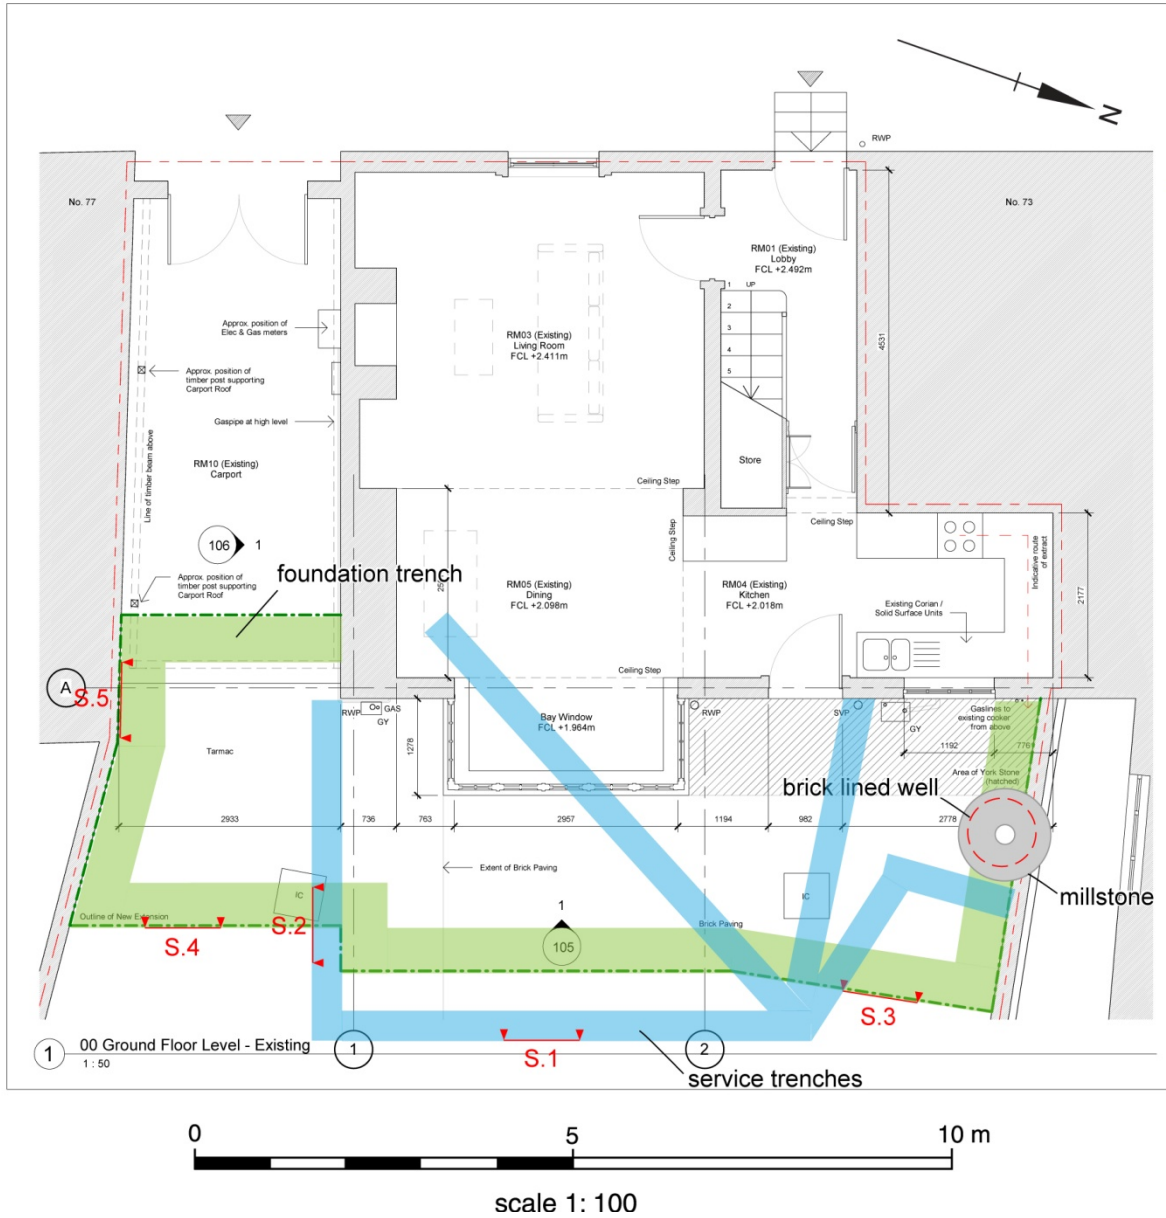 N
RWP
No. 77
No. 73
RM01 (Existing)
Lobby
FCL +2.492m
1 UP
2
3
4
5
4531
Approx. position of
Elec & Gas meters
RM03 (Existing)
Living Room
FCL +2.411m
Approx. position of
timber post supporting
Carport Roof
Gaspipe at high level
Line of timber beam above
RM10 (Existing)
Carport
Store
Ceiling Step
Ceiling Step
Ceiling Step
Indicative route
of extract
106
1
foundation trench
Approx. position of
timber post supporting
Carport Roof
RM05 (Existing)
Dining
FCL +2.098m
RM04 (Existing)
Kitchen
FCL +2.018m
Existing Corian /
Solid Surface Units
2177
Ceiling Step
A
S.5
RWP
GAS
GY
Bay Window
FCL +1.964m
RWP
SVP
GY
Gaslines to
existing cooker
from above
Tarmac
1278
1192
Area of York Stone
(hatched)
brick lined well
2933
736
763
2957
1194
982
2778
Extent of Brick Paving
IC
IC
millstone
Outline of New Extension
S.2
1
105
Brick Paving
S.4
S.3
1
00 Ground Floor Level - Existing
1 : 50
1
2
S.1
service trenches
0
5
10 m
scale 1: 100